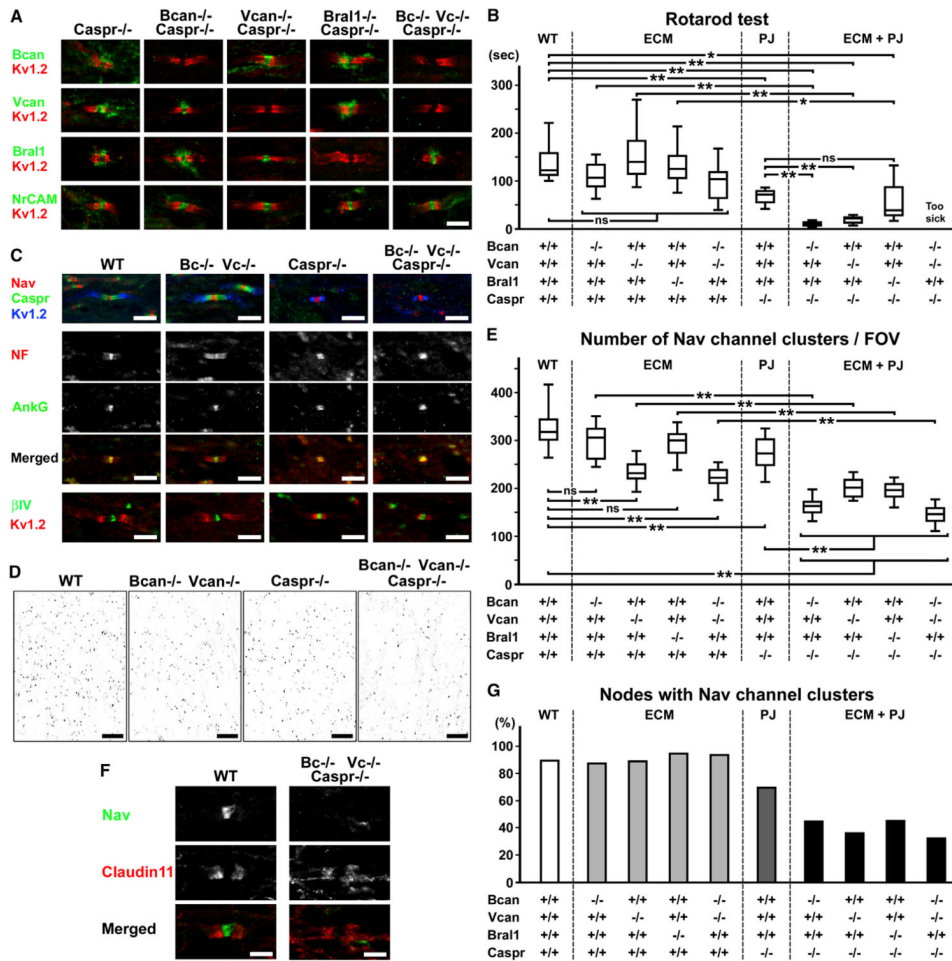 A
Caspr-/-
Bcan-/-
Caspr-/-
Vcan-/-
Caspr-/-
Bral1-/-
Caspr-/-
Bc-/- Vc-/-
Caspr-/-
Bcan
Kv1.2
Vcan
Kv1.2
Bral1
Kv1.2
NrCAM
Kv1.2
B
Rotarod test
WT ECM PJ ECM + PJ
(sec)
300
200
100
0
*
**
**
**
**
**
*
ns
**
**
ns
Too
sick
Bcan +/+ -/- +/+ +/+ -/- +/+ -/- +/+ +/+ -/-
Vcan +/+ +/+ -/- +/+ -/- +/+ +/+ -/- +/+ -/-
Bral1 +/+ +/+ +/+ -/- +/+ +/+ +/+ +/+ -/- +/+
Caspr +/+ +/+ +/+ +/+ +/+ -/- -/- -/- -/- -/-
C
WT
Bc-/- Vc-/-
Caspr-/-
Bc-/- Vc-/-
Caspr-/-
Nav
Caspr
Kv1.2
NF
AnkG
Merged
βIV
Kv1.2
D
WT
Bcan-/- Vcan-/-
Caspr-/-
Bcan-/- Vcan-/-
Caspr-/-
E
Number of Nav channel clusters / FOV
WT ECM PJ ECM + PJ
400
300
200
100
0
**
**
**
**
ns
**
ns
**
**
**
**
Bcan +/+ -/- +/+ +/+ -/- +/+ -/- +/+ +/+ -/-
Vcan +/+ +/+ -/- +/+ -/- +/+ +/+ -/- +/+ -/-
Bral1 +/+ +/+ +/+ -/- +/+ +/+ +/+ +/+ -/- +/+
Caspr +/+ +/+ +/+ +/+ +/+ -/- -/- -/- -/- -/-
F
WT
Bc-/- Vc-/-
Caspr-/-
Nav
Claudin11
Merged
G
Nodes with Nav channel clusters
WT ECM PJ ECM + PJ
(%)
100
80
60
40
20
0
Bcan +/+ -/- +/+ +/+ -/- +/+ -/- +/+ +/+ -/-
Vcan +/+ +/+ -/- +/+ -/- +/+ +/+ -/- +/+ -/-
Bral1 +/+ +/+ +/+ -/- +/+ +/+ +/+ +/+ -/- +/+
Caspr +/+ +/+ +/+ +/+ +/+ -/- -/- -/- -/- -/-